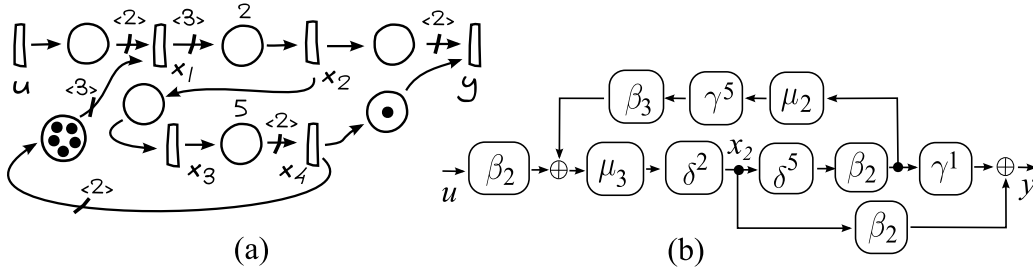 <2> <3> 2 <2>
u x₁ x₂ y
<3>
5 <2>
x₃ x₄
<2>
(a)
β₃ γ⁵ μ₂
u β₂ ⊕ μ₃ δ² x₂ δ⁵ β₂ γ¹ ⊕ y
β₂
(b)